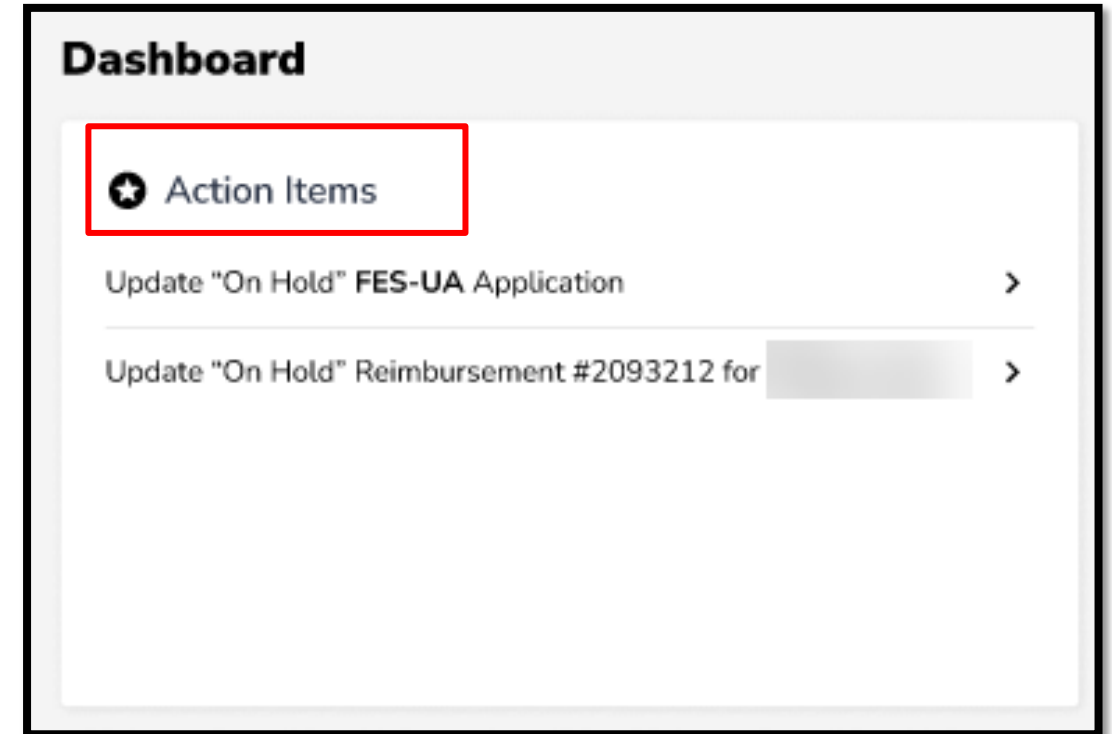 Dashboard
Action Items
Update "On Hold" FES-UA Application
Update "On Hold" Reimbursement #2093212 for